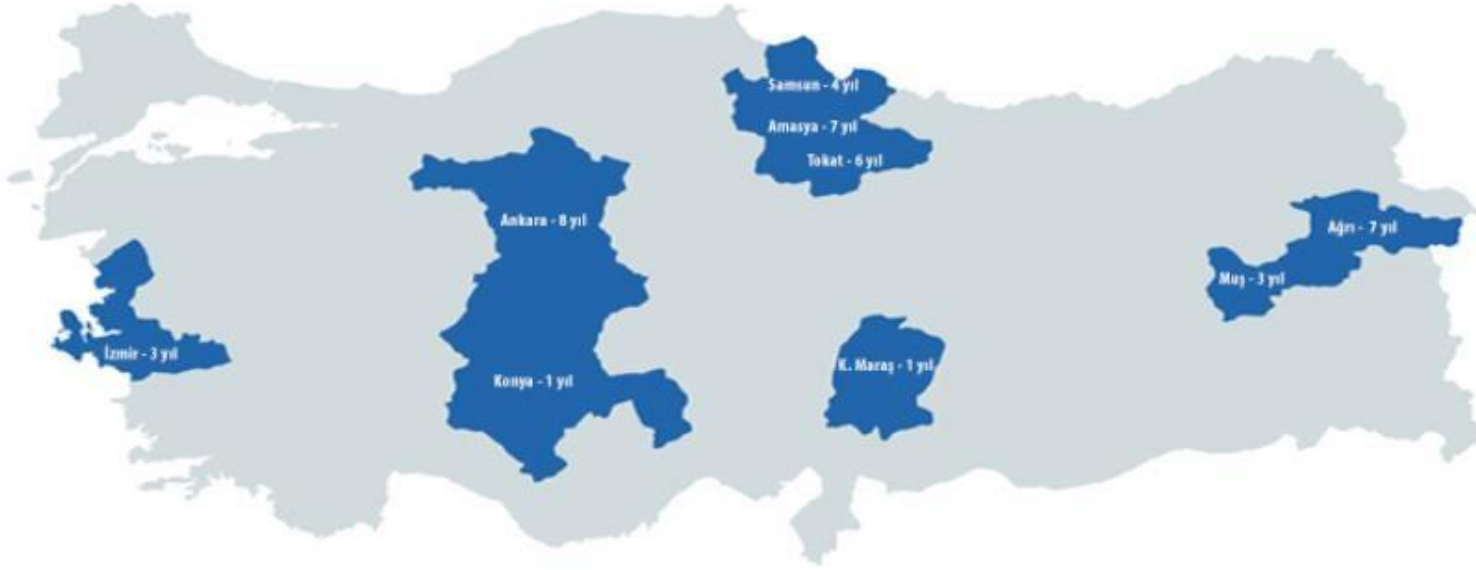 Samsun - 4 yıl
Amasya - 7 yıl
Tokat - 6 yıl
Ankara - 8 yıl
Ağrı - 7 yıl
Muş - 3 yıl
İzmir - 3 yıl
K. Maraş - 1 yıl
Konya - 1 yıl